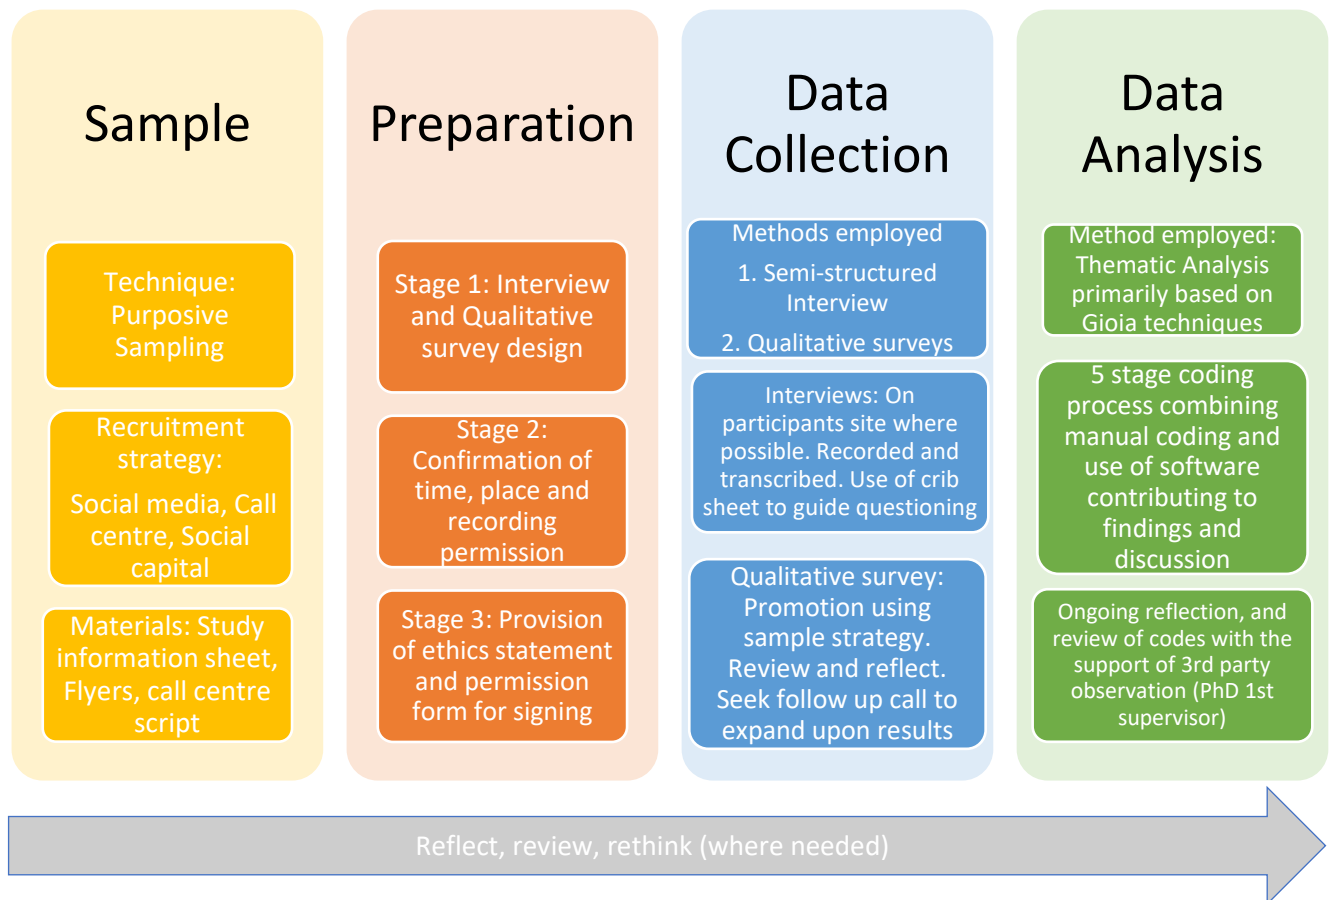 Sample
Technique:
Purposive
Sampling
Recruitment
strategy:
Social media, Call
centre, Social
capital
Materials: Study
information sheet,
Flyers, call centre
script
Preparation
Stage 1: Interview
and Qualitative
survey design
Stage 2:
Confirmation of
time, place and
recording
permission
Stage 3: Provision
of ethics statement
and permission
form for signing
Data
Collection
Methods employed
1. Semi-structured
Interview
2. Qualitative surveys
Interviews: On
participants site where
possible. Recorded and
transcribed. Use of crib
sheet to guide questioning
Qualitative survey:
Promotion using
sample strategy.
Review and reflect.
Seek follow up call to
expand upon results
Data
Analysis
Method employed:
Thematic Analysis
primarily based on
Gioia techniques
5 stage coding
process combining
manual coding and
use of software
contributing to
findings and
discussion
Ongoing reflection, and
review of codes with the
support of 3rd party
observation (PhD 1st
supervisor)
Reflect, review, rethink (where needed)